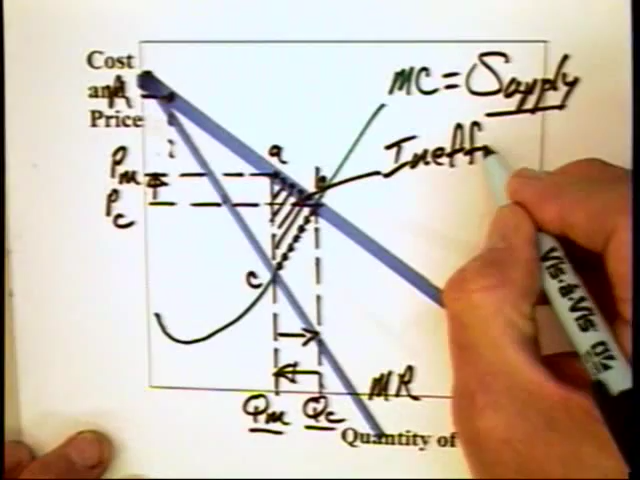 Cost
and
Price
MC = Supply
Ineff
a
b
c
Pm
Pc
MR
Qm Qc
Quantity of
Vis-à-Vis